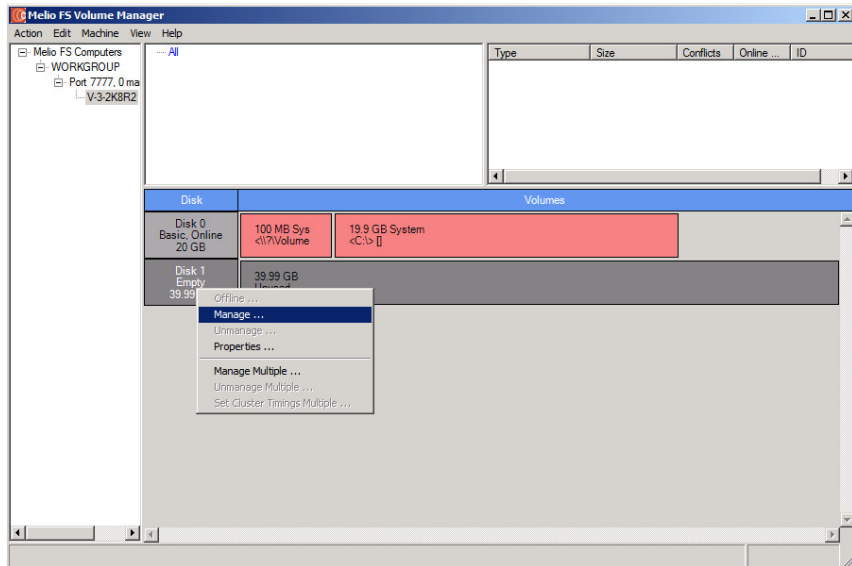 Melio FS Volume Manager
Action Edit Machine View Help
Melio FS Computers
WORKGROUP
Port 7777, 0 ma
V-3-2K8R2
All
Type Size Conflicts Online ... ID
Disk Volumes
Disk 0
Basic, Online
20 GB
100 MB Sys
<\\?\Volume
19.9 GB System
<C:\> []
Disk 1
Empty
39.99
39.99 GB
Offline ...
Manage ...
Unmanage ...
Properties ...
Manage Multiple ...
Unmanage Multiple ...
Set Cluster Timings Multiple ...